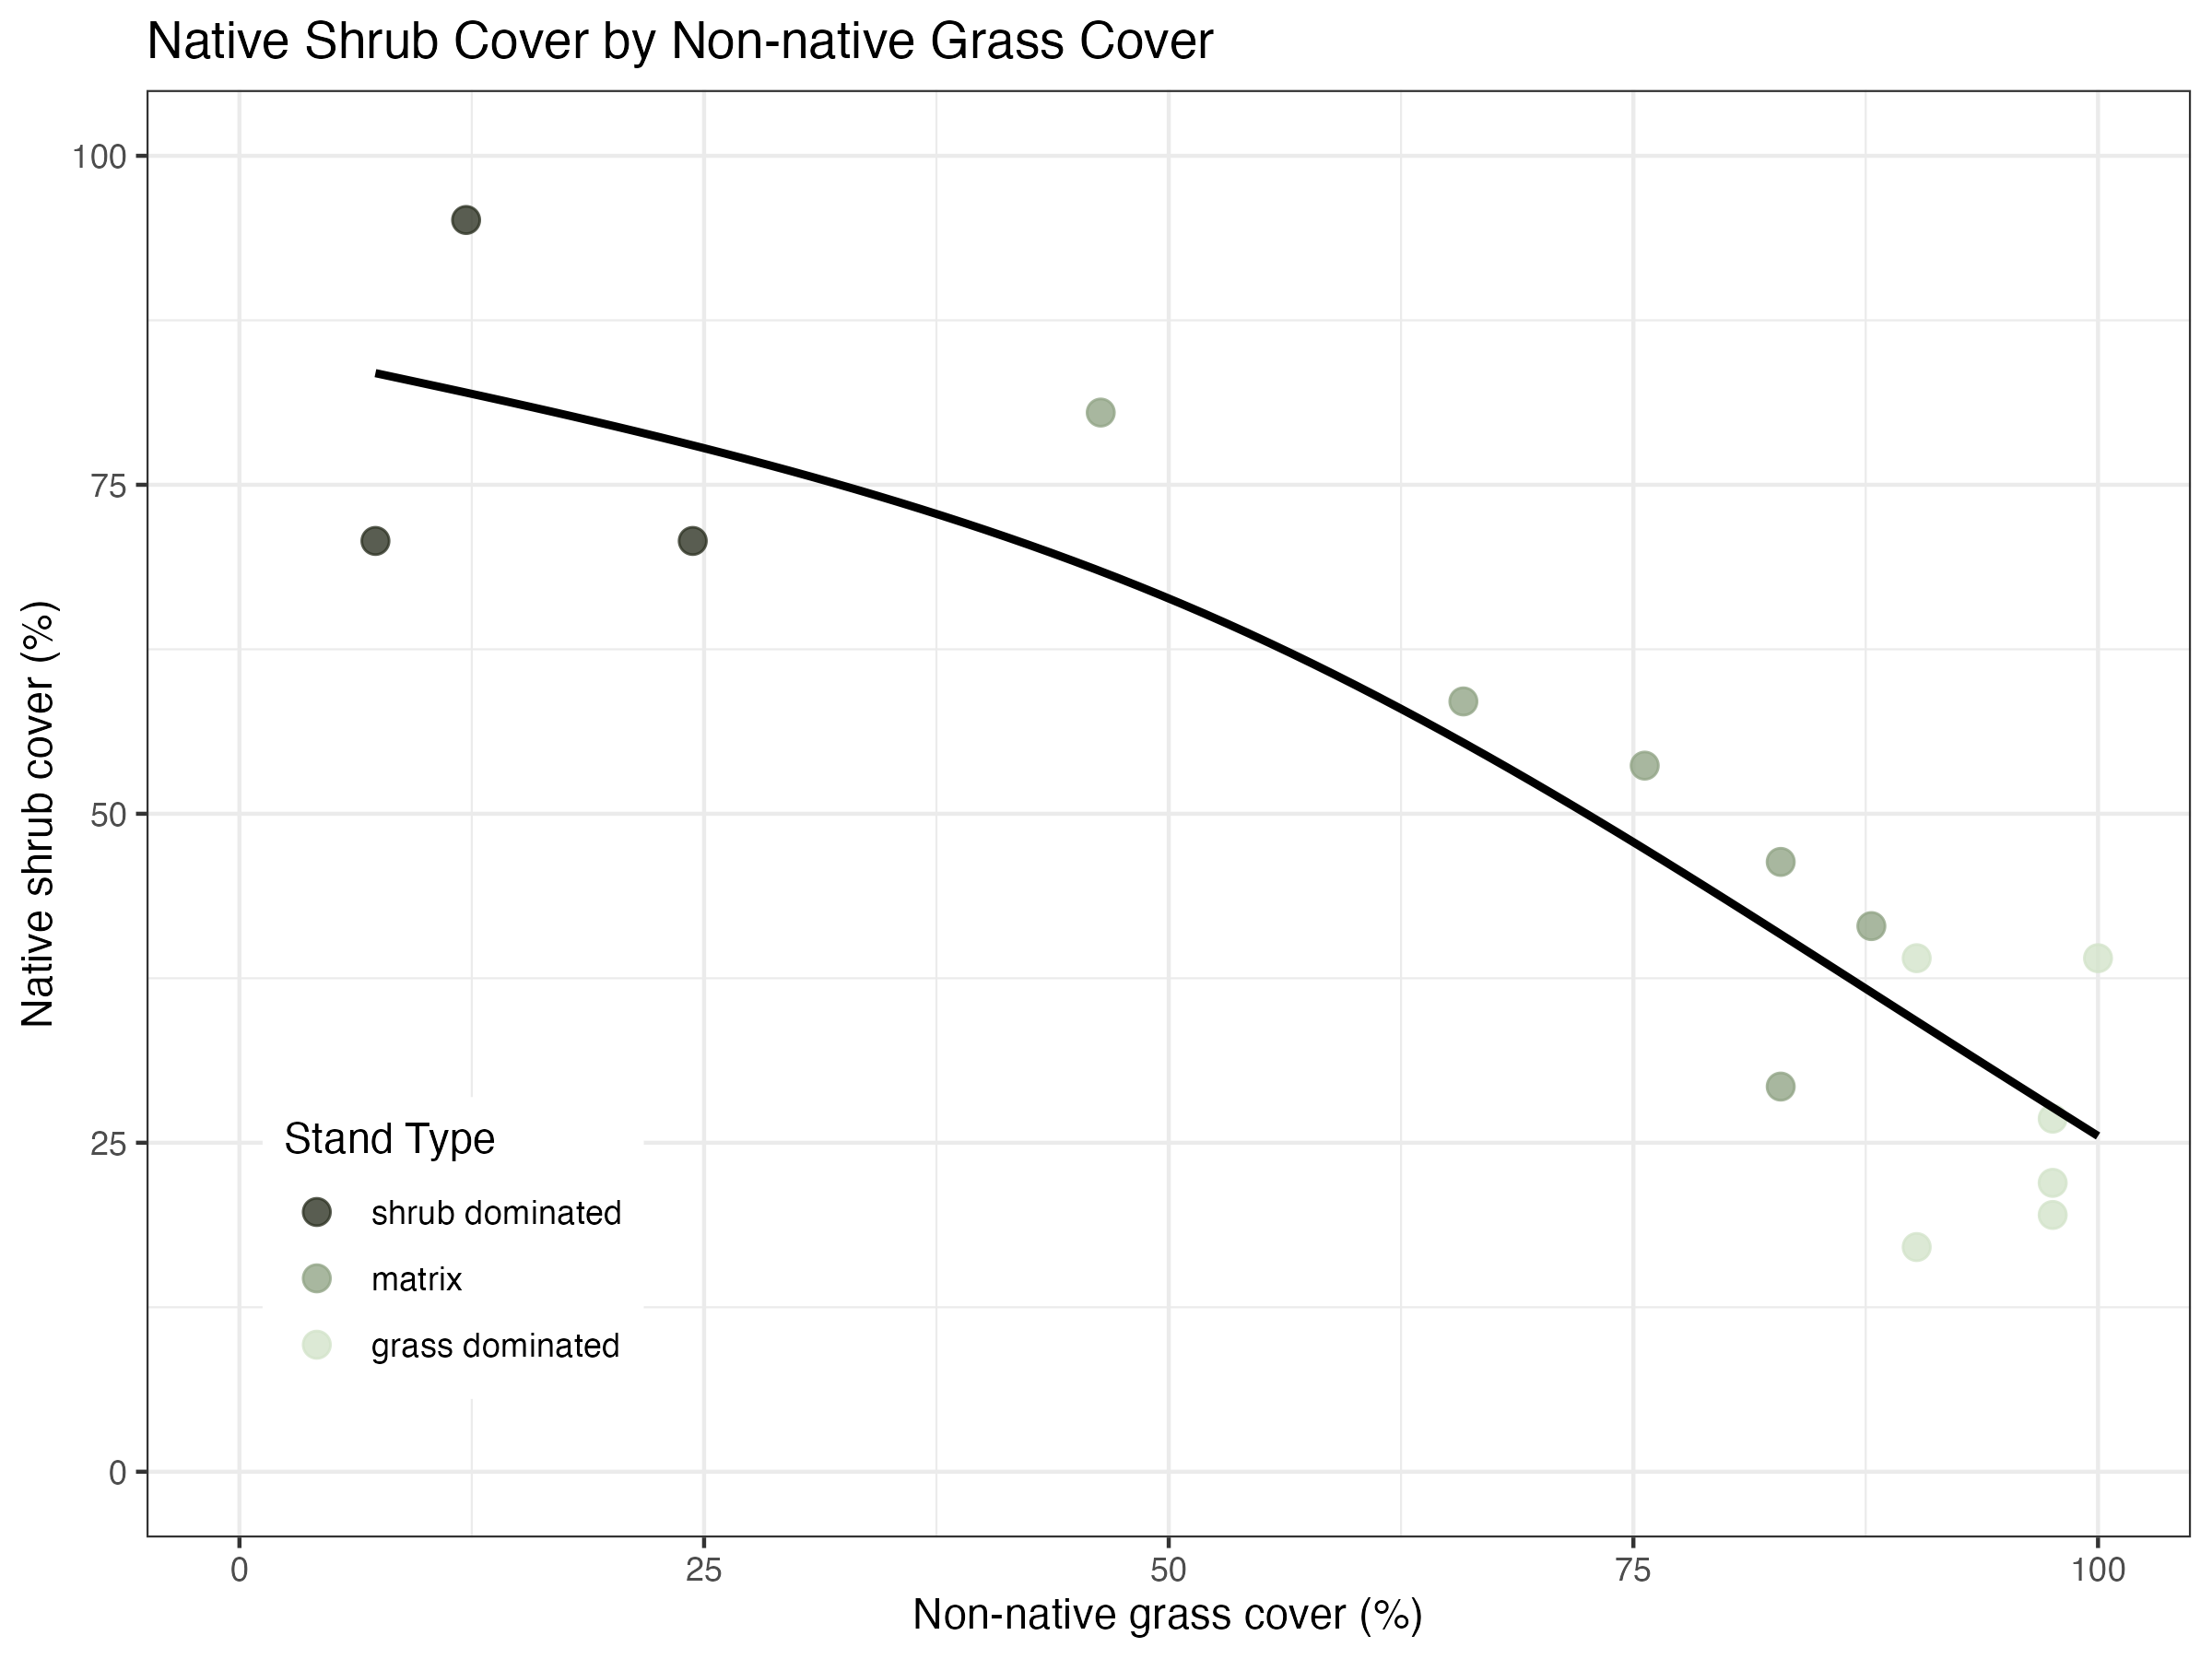 Native Shrub Cover by Non-native Grass Cover
100
75
50
25
0
Native shrub cover (%)
Stand Type
shrub dominated
matrix
grass dominated
0 25 50 75 100
Non-native grass cover (%)